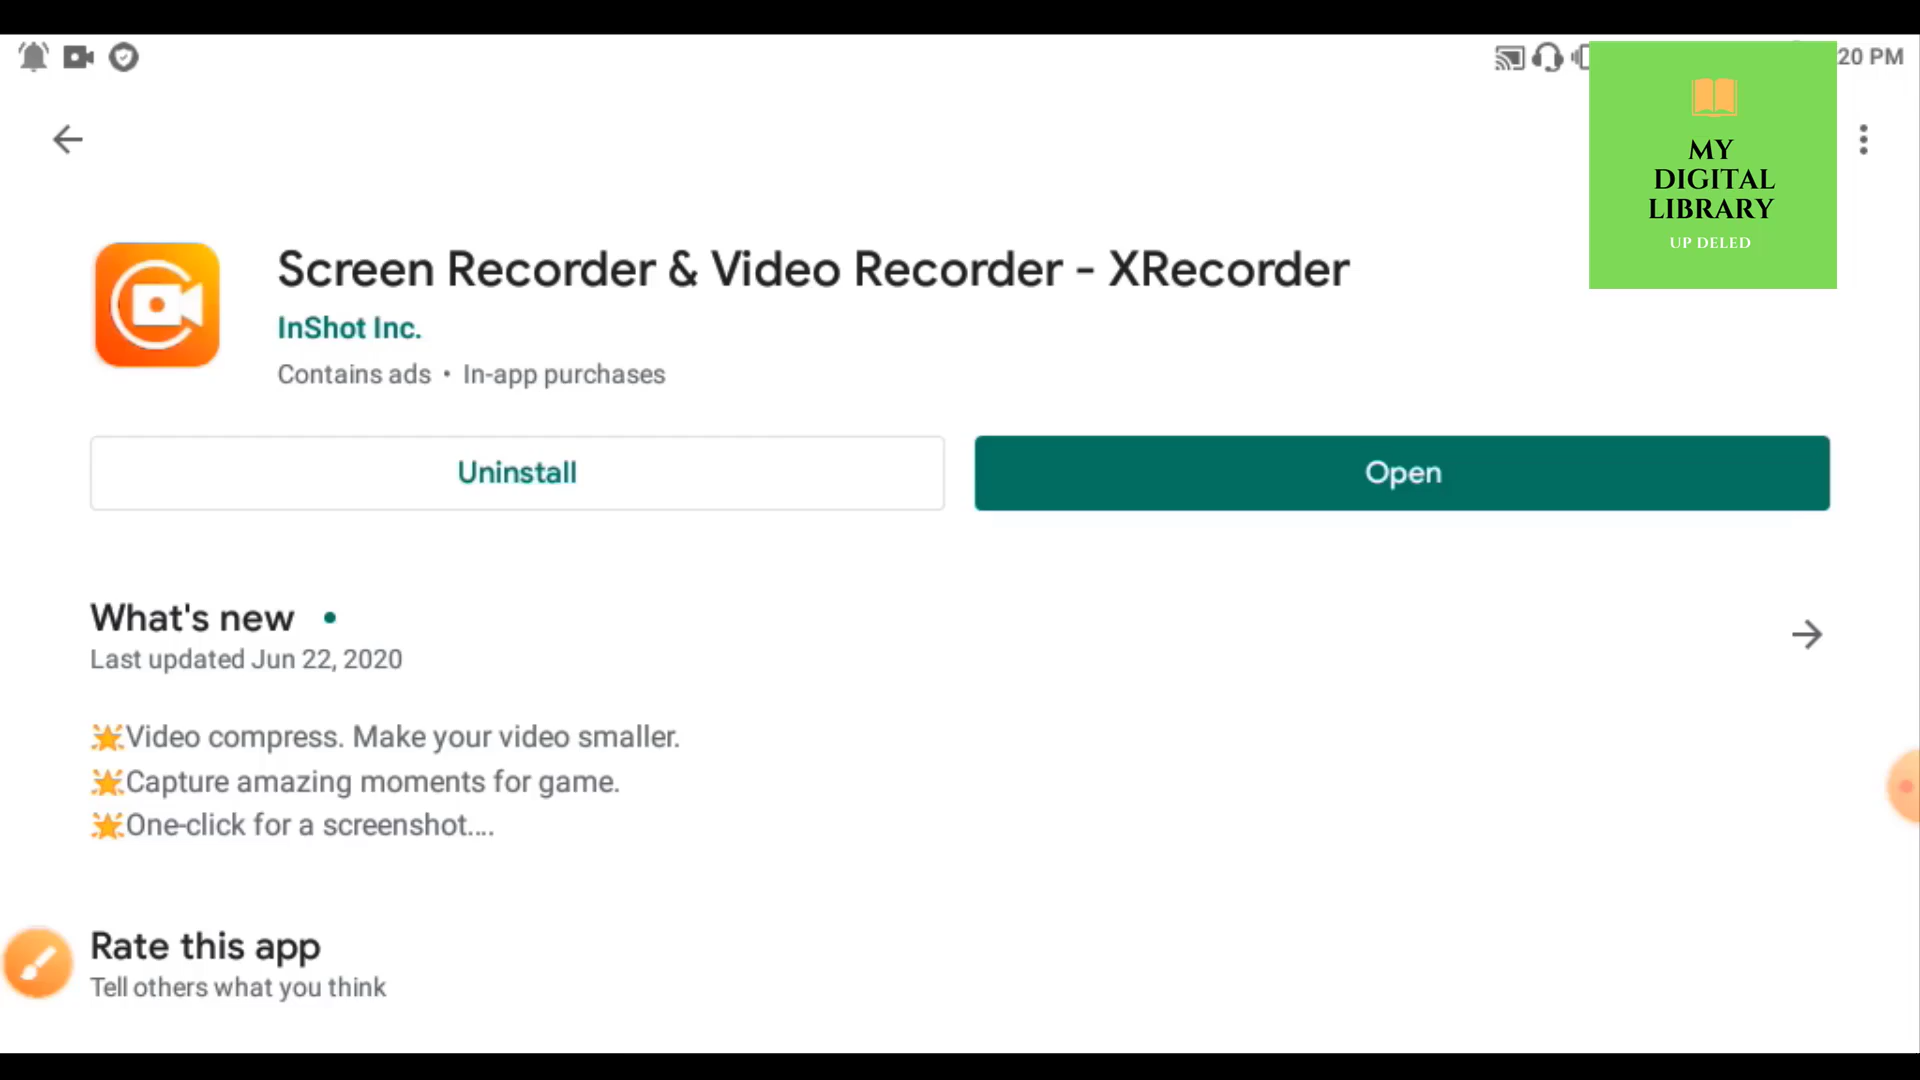 20 PM
MY
DIGITAL
LIBRARY
UP DELED
Screen Recorder & Video Recorder - XRecorder
InShot Inc.
Contains ads • In-app purchases
Uninstall
Open
What's new •
Last updated Jun 22, 2020
🌟Video compress. Make your video smaller.
🌟Capture amazing moments for game.
🌟One-click for a screenshot....
Rate this app
Tell others what you think